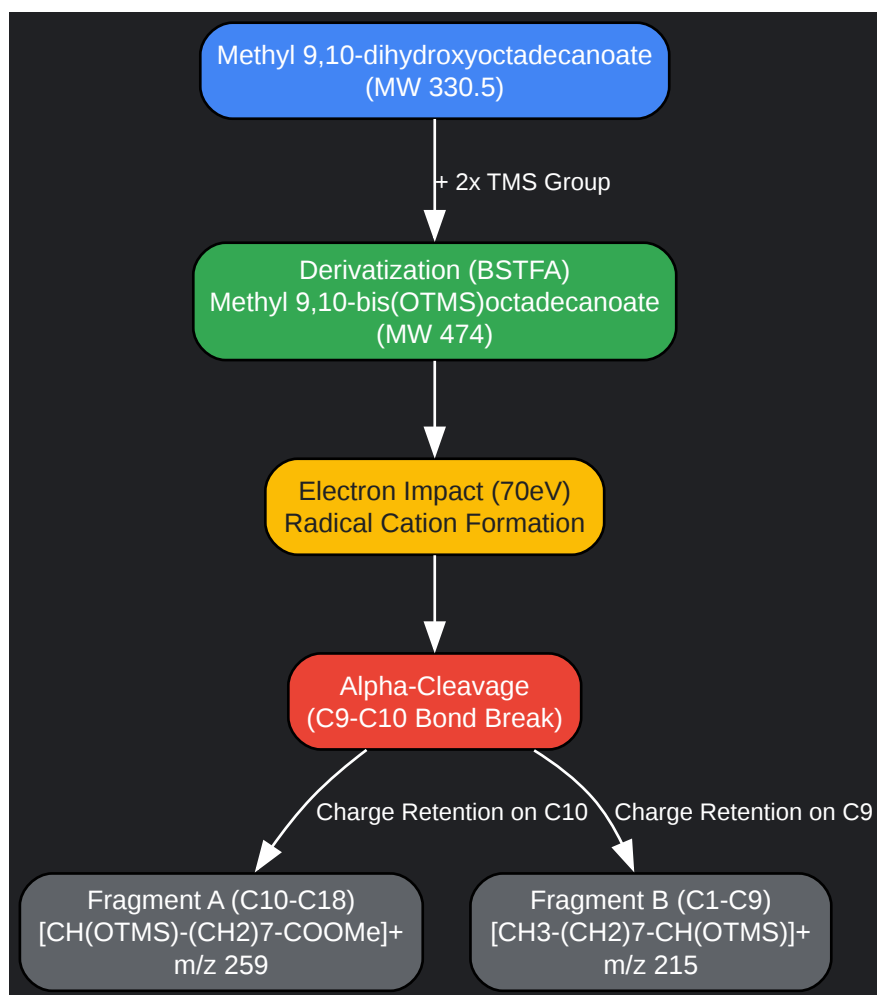 Methyl 9,10-dihydroxyoctadecanoate
(MW 330.5)
+ 2x TMS Group
Derivatization (BSTFA)
Methyl 9,10-bis(OTMS)octadecanoate
(MW 474)
Electron Impact (70eV)
Radical Cation Formation
Alpha-Cleavage
(C9-C10 Bond Break)
Charge Retention on C10
Charge Retention on C9
Fragment A (C10-C18)
[CH(OTMS)-(CH2)7-COOMe]+
m/z 259
Fragment B (C1-C9)
[CH3-(CH2)7-CH(OTMS)]+
m/z 215